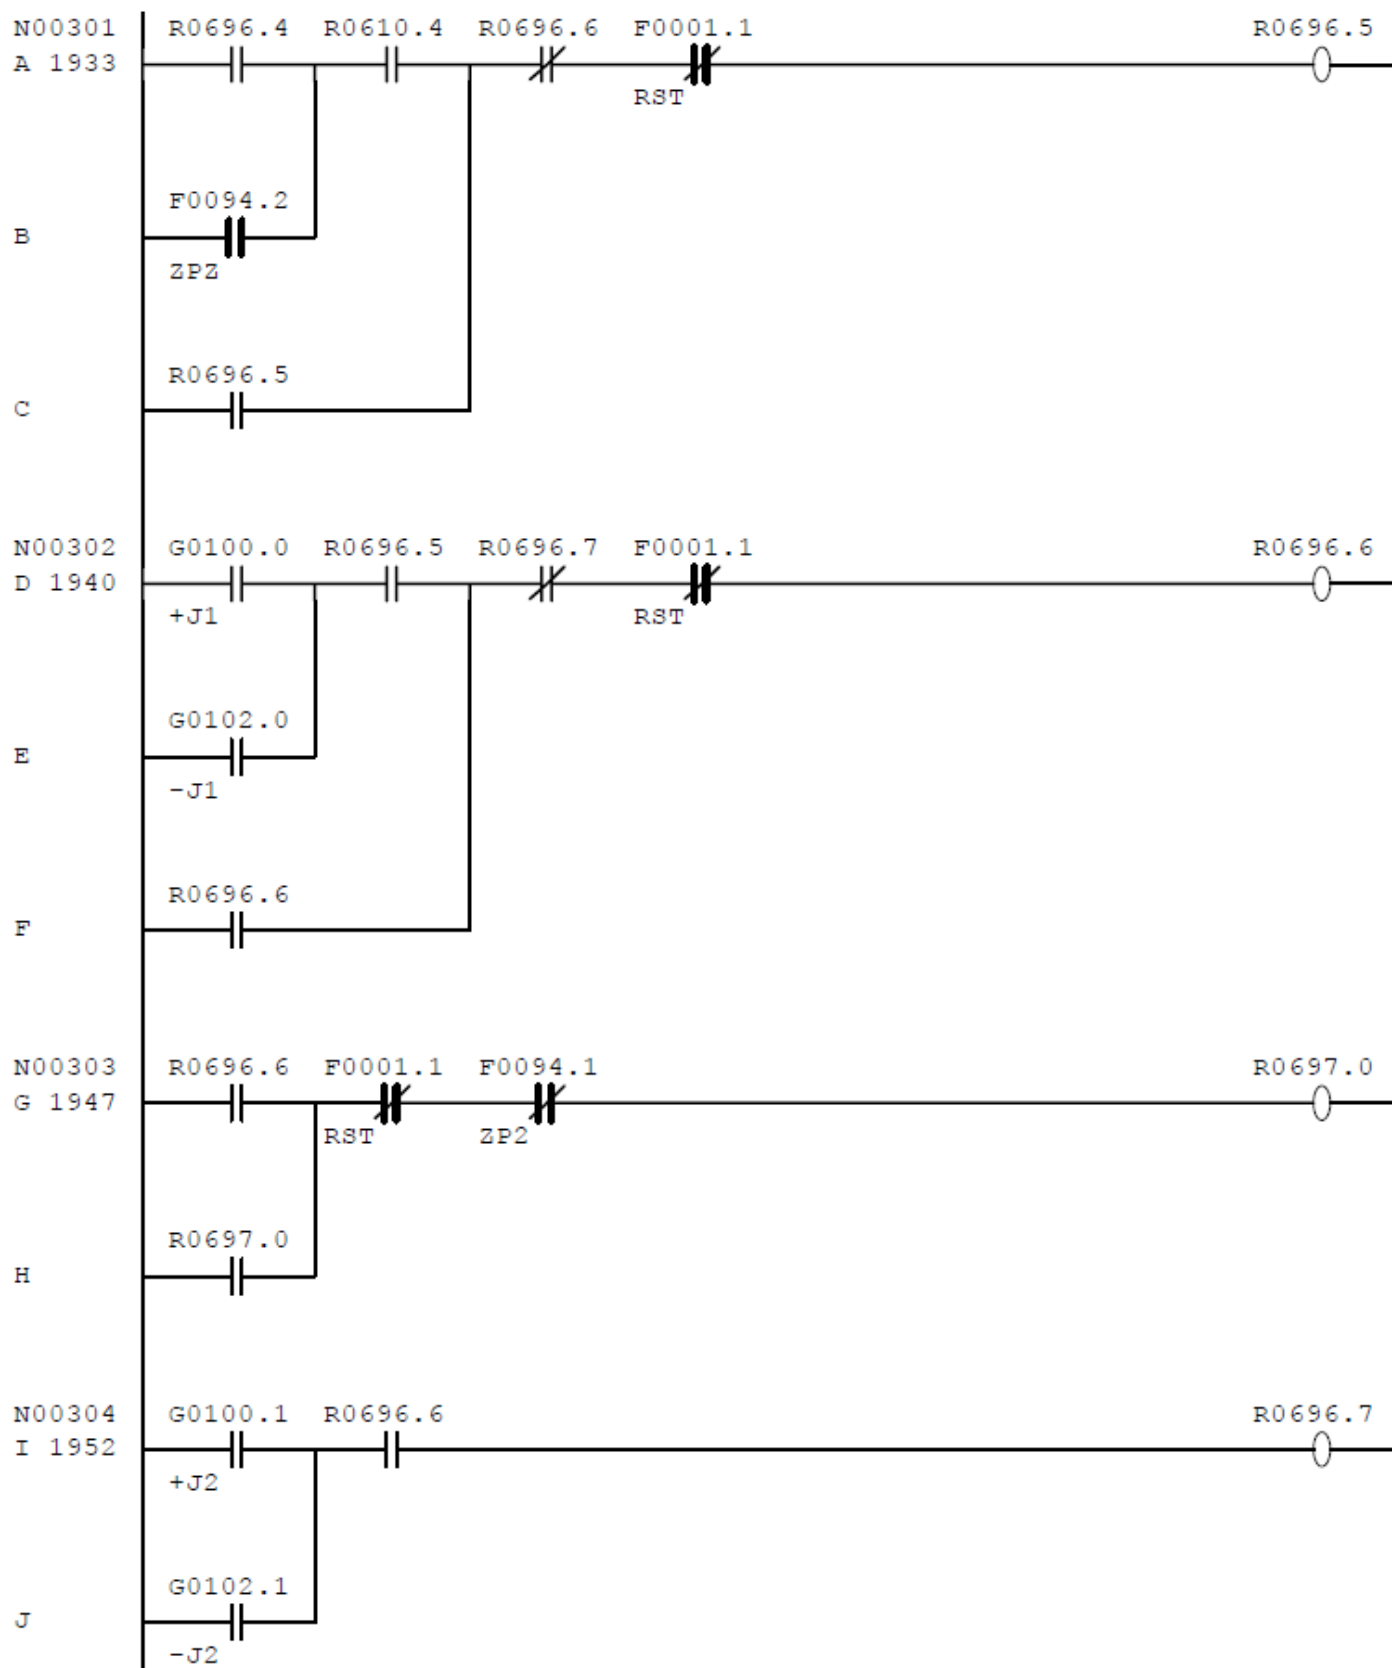 N00301 R0696.4 R0610.4 R0696.6 F0001.1 R0696.5
A 1933
RST
F0094.2
B
ZPZ
R0696.5
C
N00302 G0100.0 R0696.5 R0696.7 F0001.1 R0696.6
D 1940
+J1 RST
G0102.0
E
-J1
R0696.6
F
N00303 R0696.6 F0001.1 F0094.1 R0697.0
G 1947
RST ZP2
R0697.0
H
N00304 G0100.1 R0696.6 R0696.7
I 1952
+J2
G0102.1
J
-J2